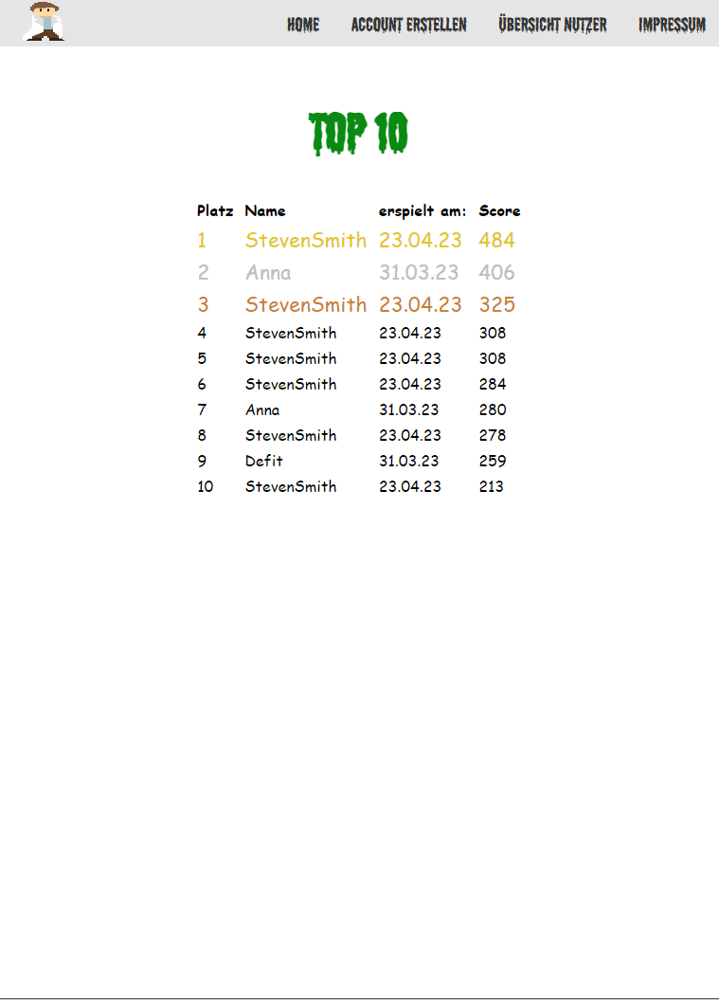 HOME ACCOUNT ERSTELLEN ÜBERSICHT NUTZER IMPRESSUM
TOP 10
Platz Name erspielt am: Score
1 StevenSmith 23.04.23 484
2 Anna 31.03.23 406
3 StevenSmith 23.04.23 325
4 StevenSmith 23.04.23 308
5 StevenSmith 23.04.23 308
6 StevenSmith 23.04.23 284
7 Anna 31.03.23 280
8 StevenSmith 23.04.23 278
9 Defit 31.03.23 259
10 StevenSmith 23.04.23 213